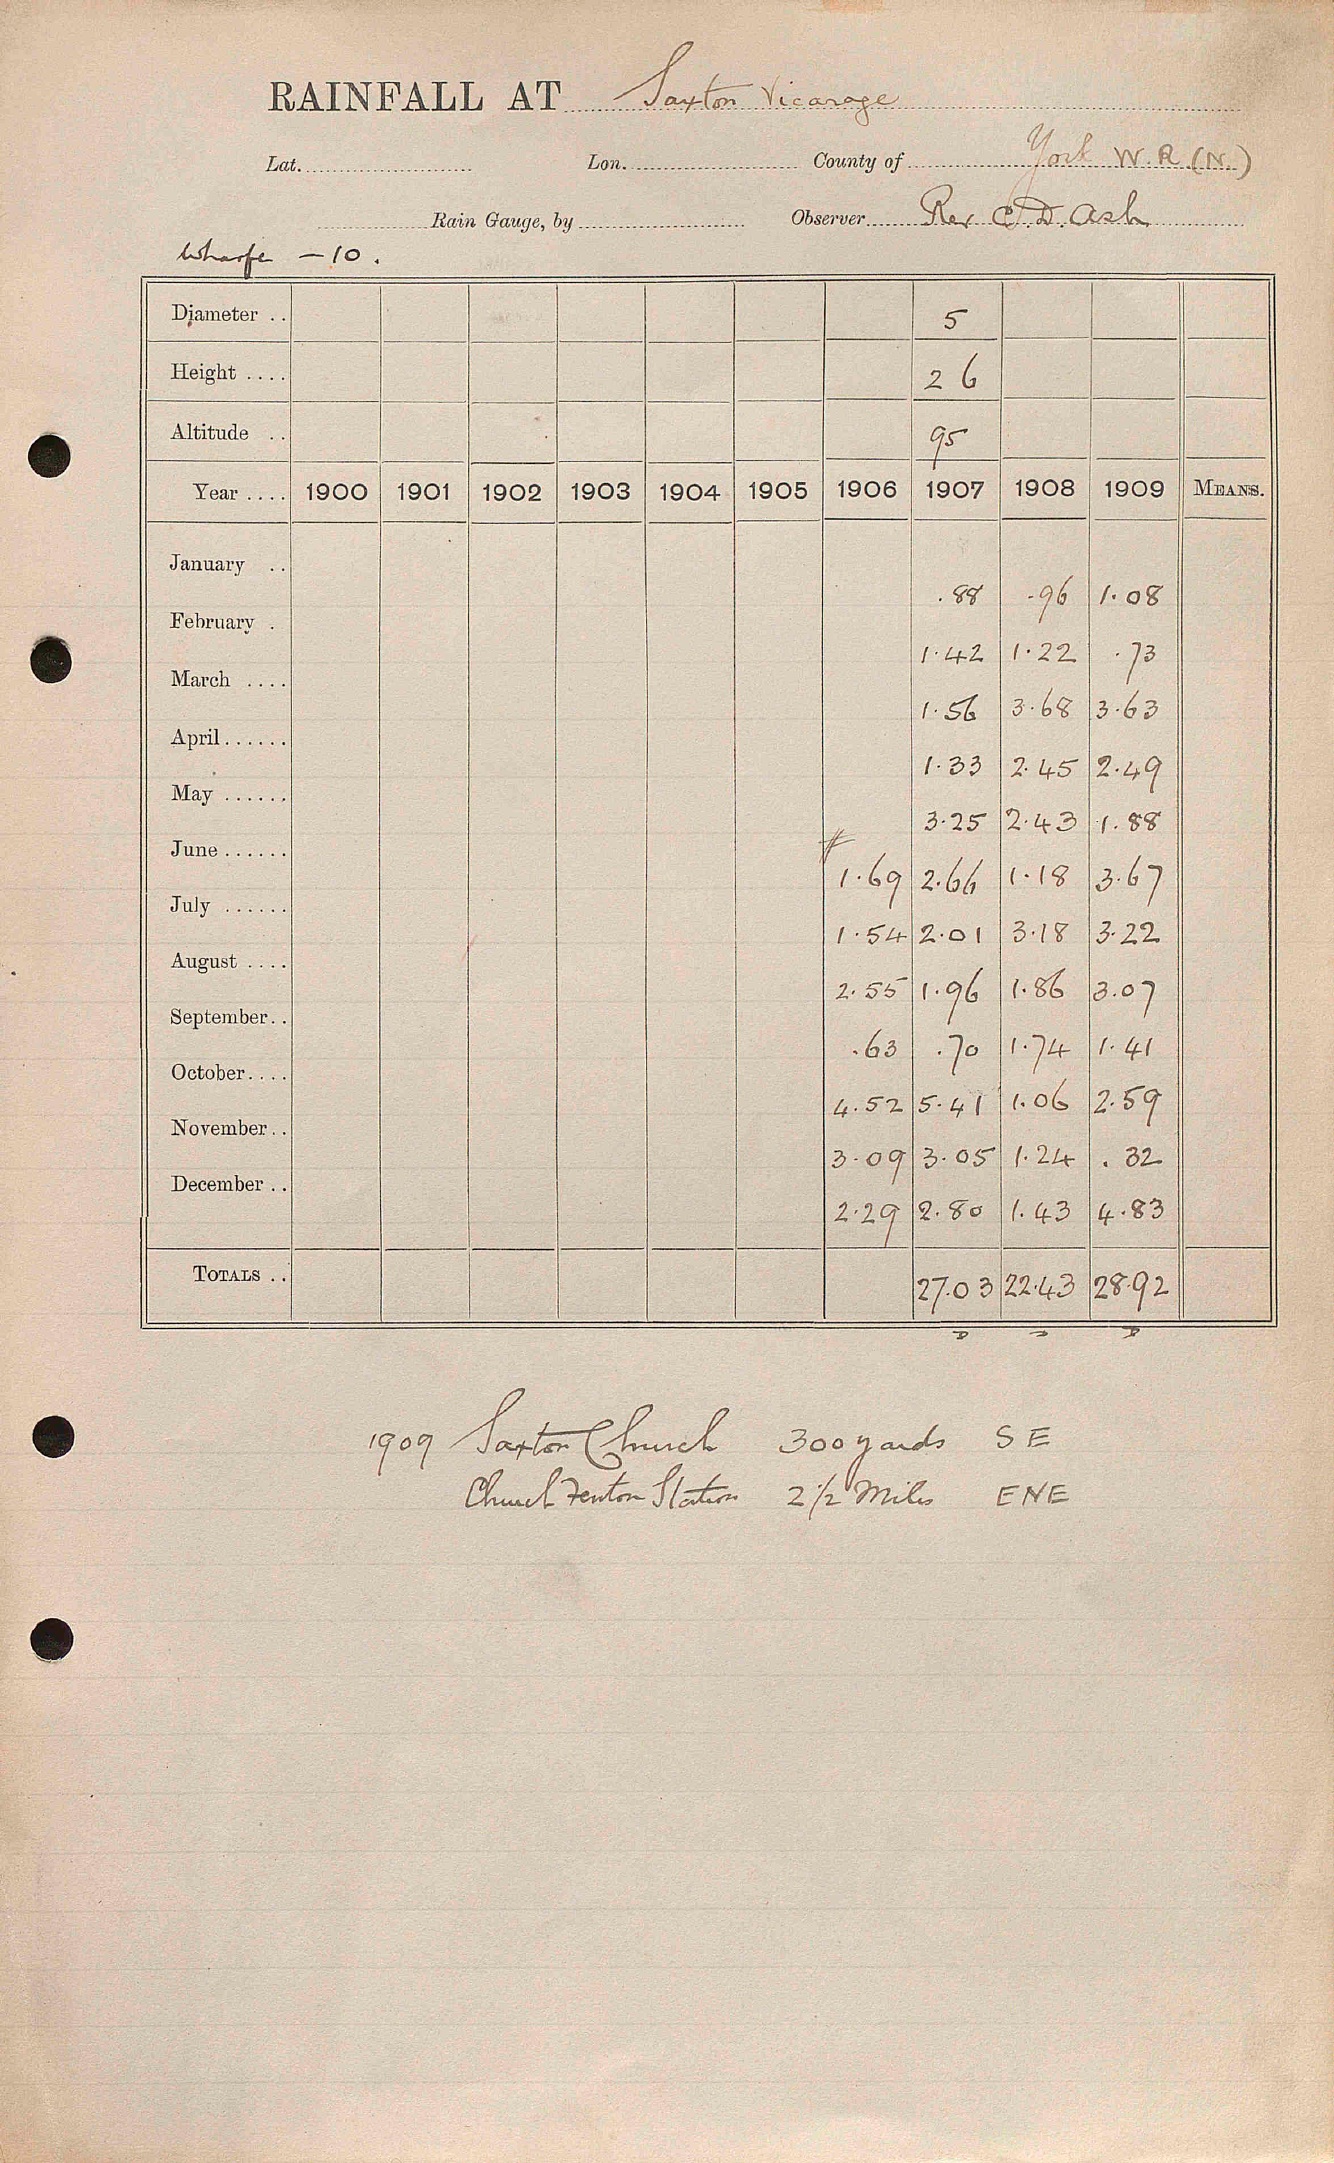 RAINFALL AT Saxton Vicarage
Lat. Lon. County of York W.R.(N.)
Rain Gauge, by Observer Rev C.D. Ash
Wharfe – 10.
Diameter .. 5
Height .... 2 6
Altitude .. 95
Year .... 1900 1901 1902 1903 1904 1905 1906 1907 1908 1909 MEANS.
January .. .88 .96 1.08
February . 1.42 1.22 .73
March .... 1.56 3.68 3.63
April...... 1.33 2.45 2.49
May ...... 3.25 2.43 1.88
June ...... 1.69 2.66 1.18 3.67
July ...... 1.54 2.01 3.18 3.22
August .... 2.55 1.96 1.86 3.07
September.. .63 .70 1.74 1.41
October.... 4.52 5.41 1.06 2.59
November.. 3.09 3.05 1.24 .32
December .. 2.29 2.80 1.43 4.83
TOTALS .. 27.03 22.43 28.92
1909 Saxton Church 300 yards SE
Church Fenton Station 2 1/2 Miles ENE